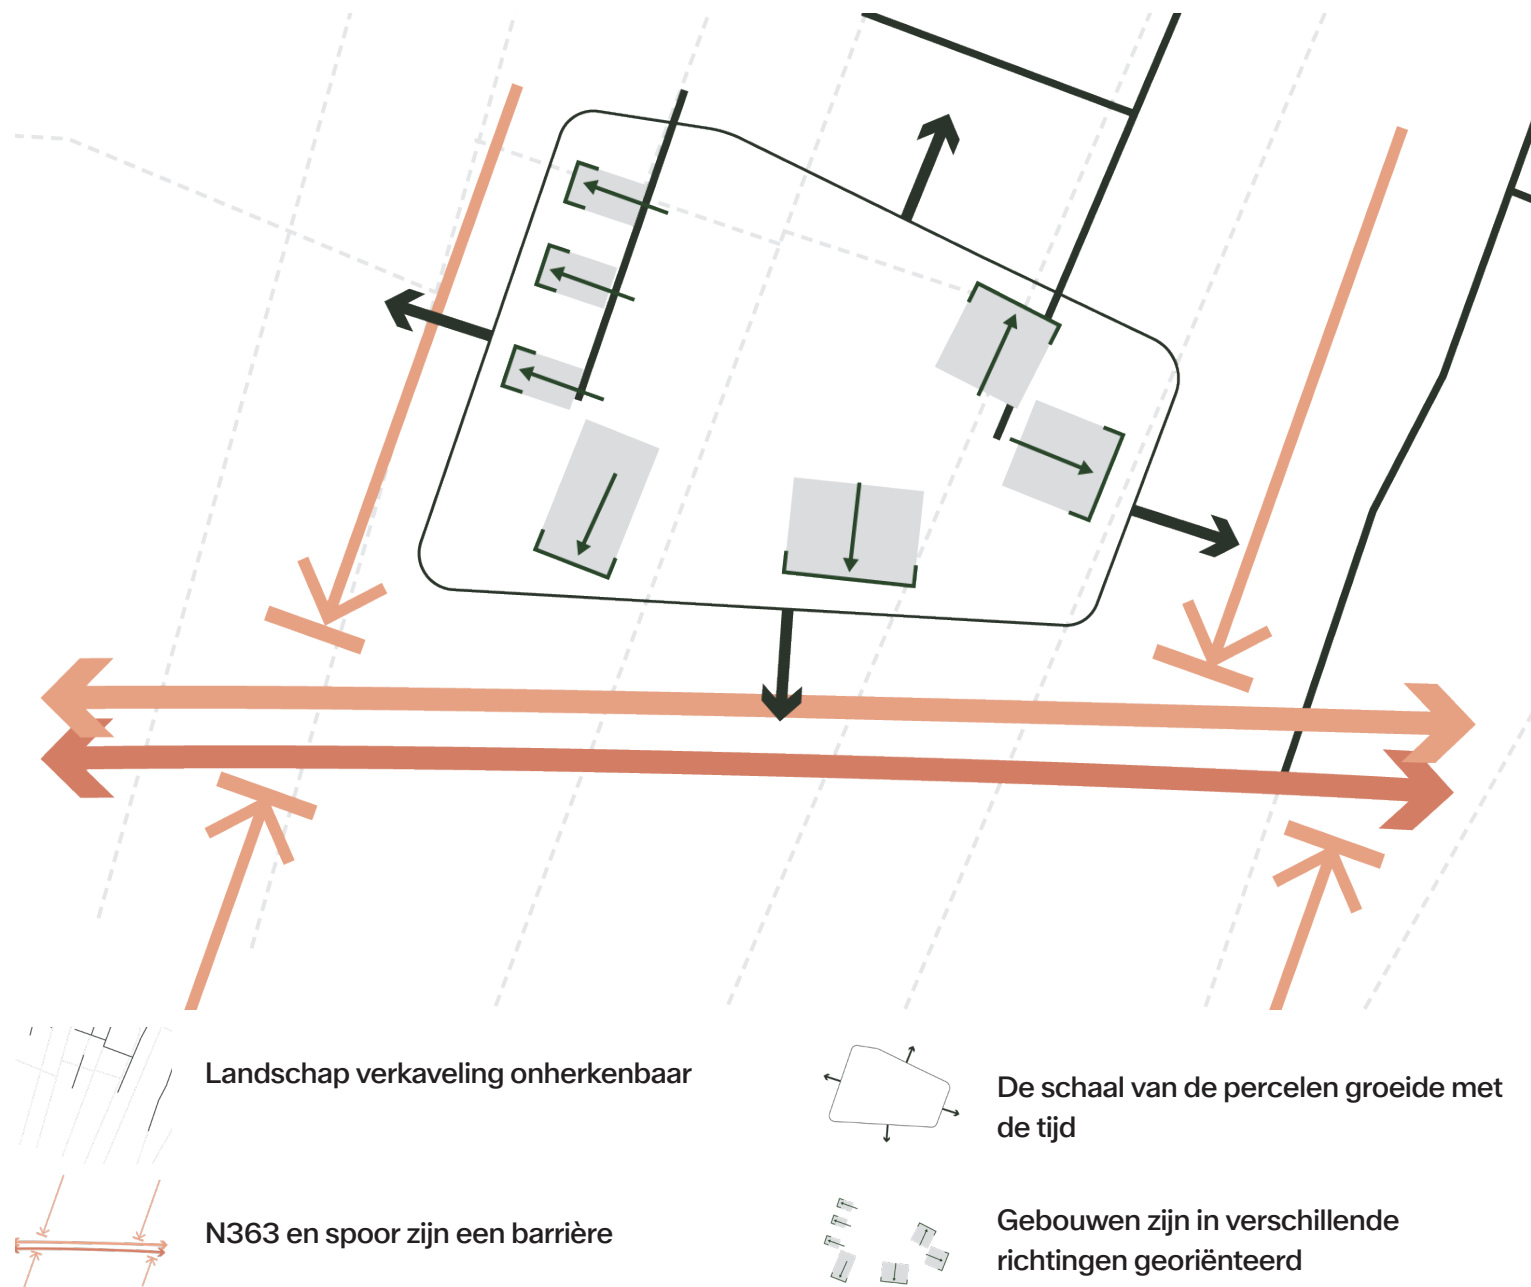 Landschap verkaveling onherkenbaar
De schaal van de percelen groeide met
de tijd
N363 en spoor zijn een barrière
Gebouwen zijn in verschillende
richtingen georiënteerd